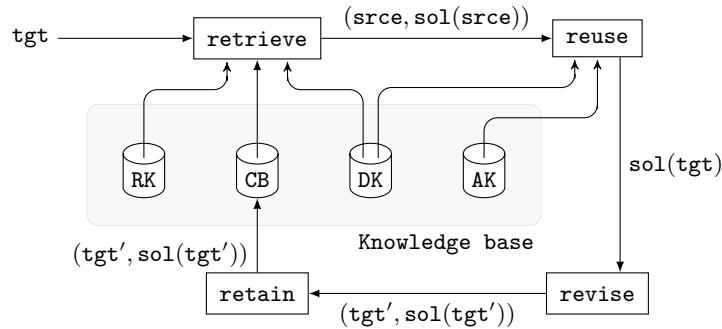 (srce, sol(srce))
tgt
retrieve
reuse
RK
CB
DK
AK
sol(tgt)
Knowledge base
(tgt′, sol(tgt′))
retain
revise
(tgt′, sol(tgt′))